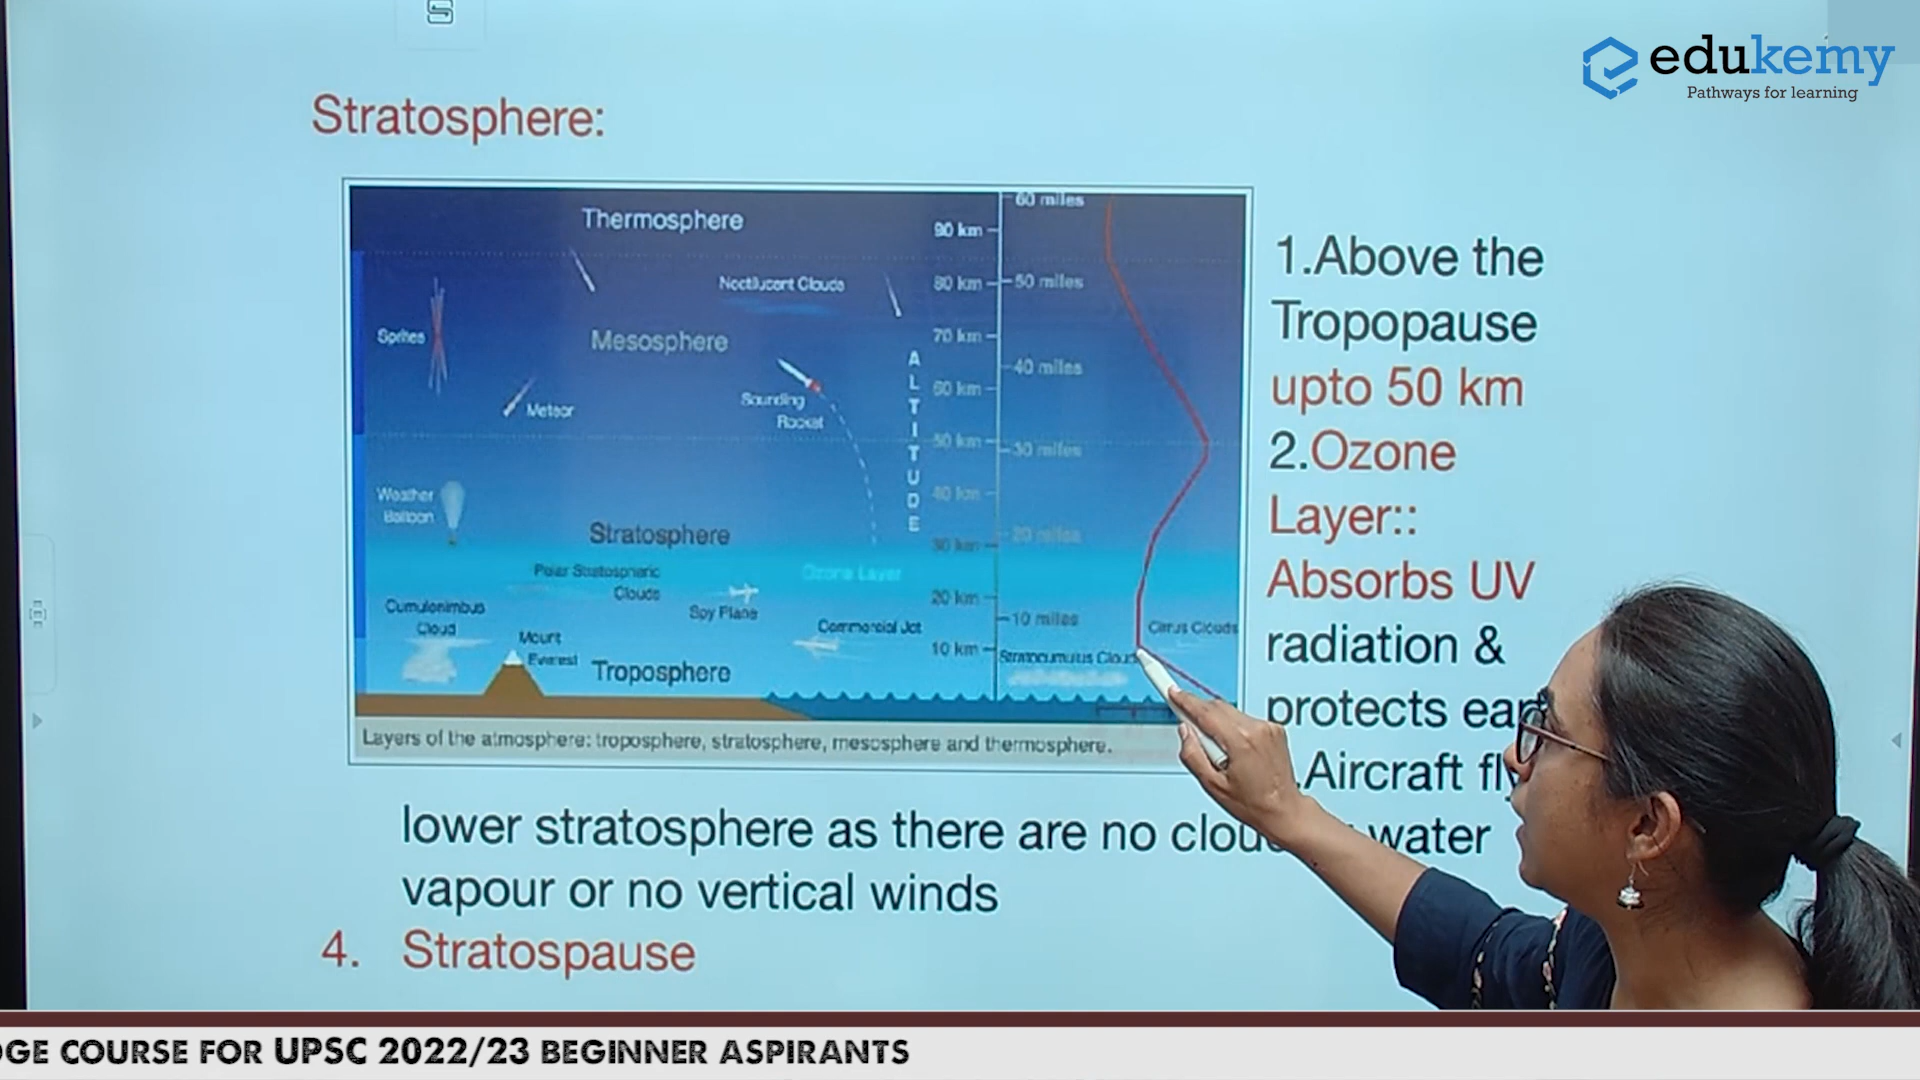 S
edukemy
Pathways for learning
Stratosphere:
Thermosphere
60 miles
90 km
Noctilucent Clouds
80 km
50 miles
Sprites
Mesosphere
70 km
ALTITUDE
40 miles
60 km
Meteor
Sounding
Rocket
50 km
30 miles
Weather
Balloon
40 km
Stratosphere
30 km
20 miles
Polar Stratospheric
Clouds
Ozone Layer
Spy Plane
20 km
Cumulonimbus
Cloud
Commercial Jet
10 miles
Cirrus Clouds
Mount
Everest
Troposphere
10 km
Stratocumulus
Layers of the atmosphere: troposphere, stratosphere, mesosphere and thermosphere.
1.Above the
Tropopause
upto 50 km
2.Ozone
Layer::
Absorbs UV
radiation &
protects
.Aircraft
lower stratosphere as there are no water
vapour or no vertical winds
4. Stratospause
COURSE FOR UPSC 2022/23 BEGINNER ASPIRANTS